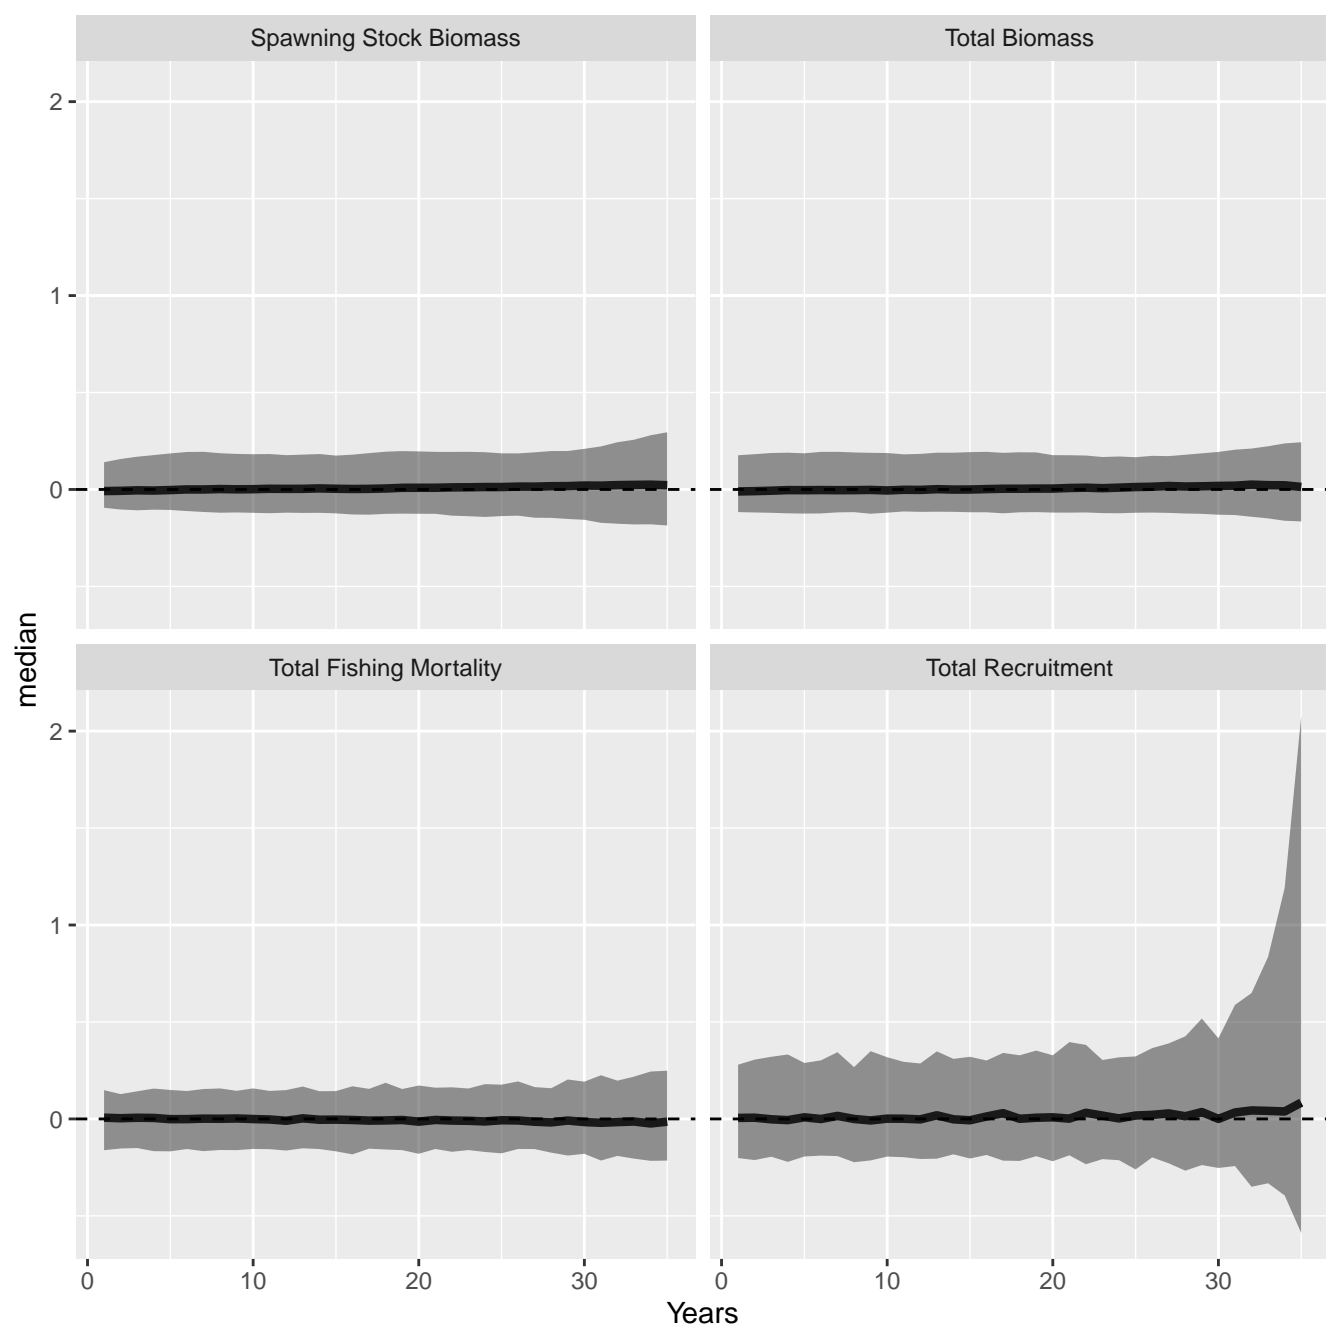 Spawning Stock Biomass
Total Biomass
2
1
0
median
Total Fishing Mortality
Total Recruitment
2
1
0
0 10 20 30
0 10 20 30
Years